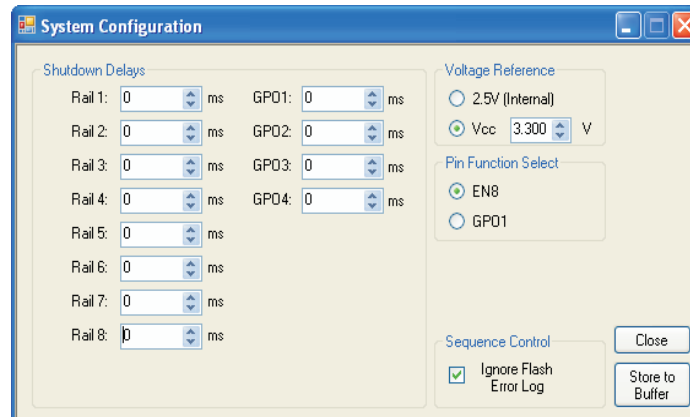 System Configuration
Shutdown Delays
Rail 1: 0 ms GPO1: 0 ms
Rail 2: 0 ms GPO2: 0 ms
Rail 3: 0 ms GPO3: 0 ms
Rail 4: 0 ms GPO4: 0 ms
Rail 5: 0 ms
Rail 6: 0 ms
Rail 7: 0 ms
Rail 8: 0 ms
Voltage Reference
2.5V (Internal)
Vcc 3.300 V
Pin Function Select
EN8
GPO1
Sequence Control
Ignore Flash
Error Log
Close
Store to
Buffer